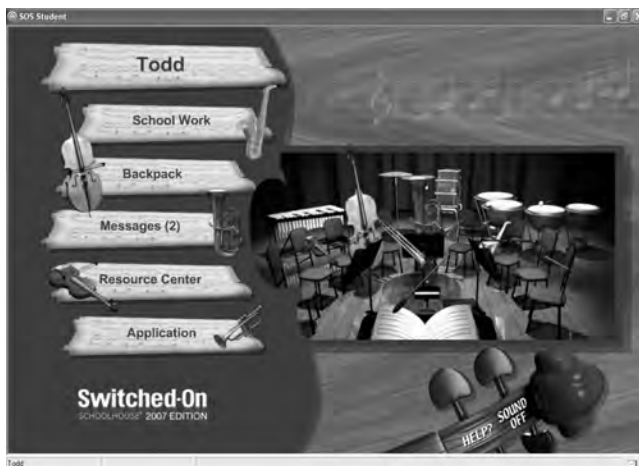 SOS Student
Todd
School Work
Backpack
Messages (2)
Resource Center
Application
Switched-On
SCHOOLHOUSE® 2007 EDITION
HELP?
SOUND
OFF
Todd